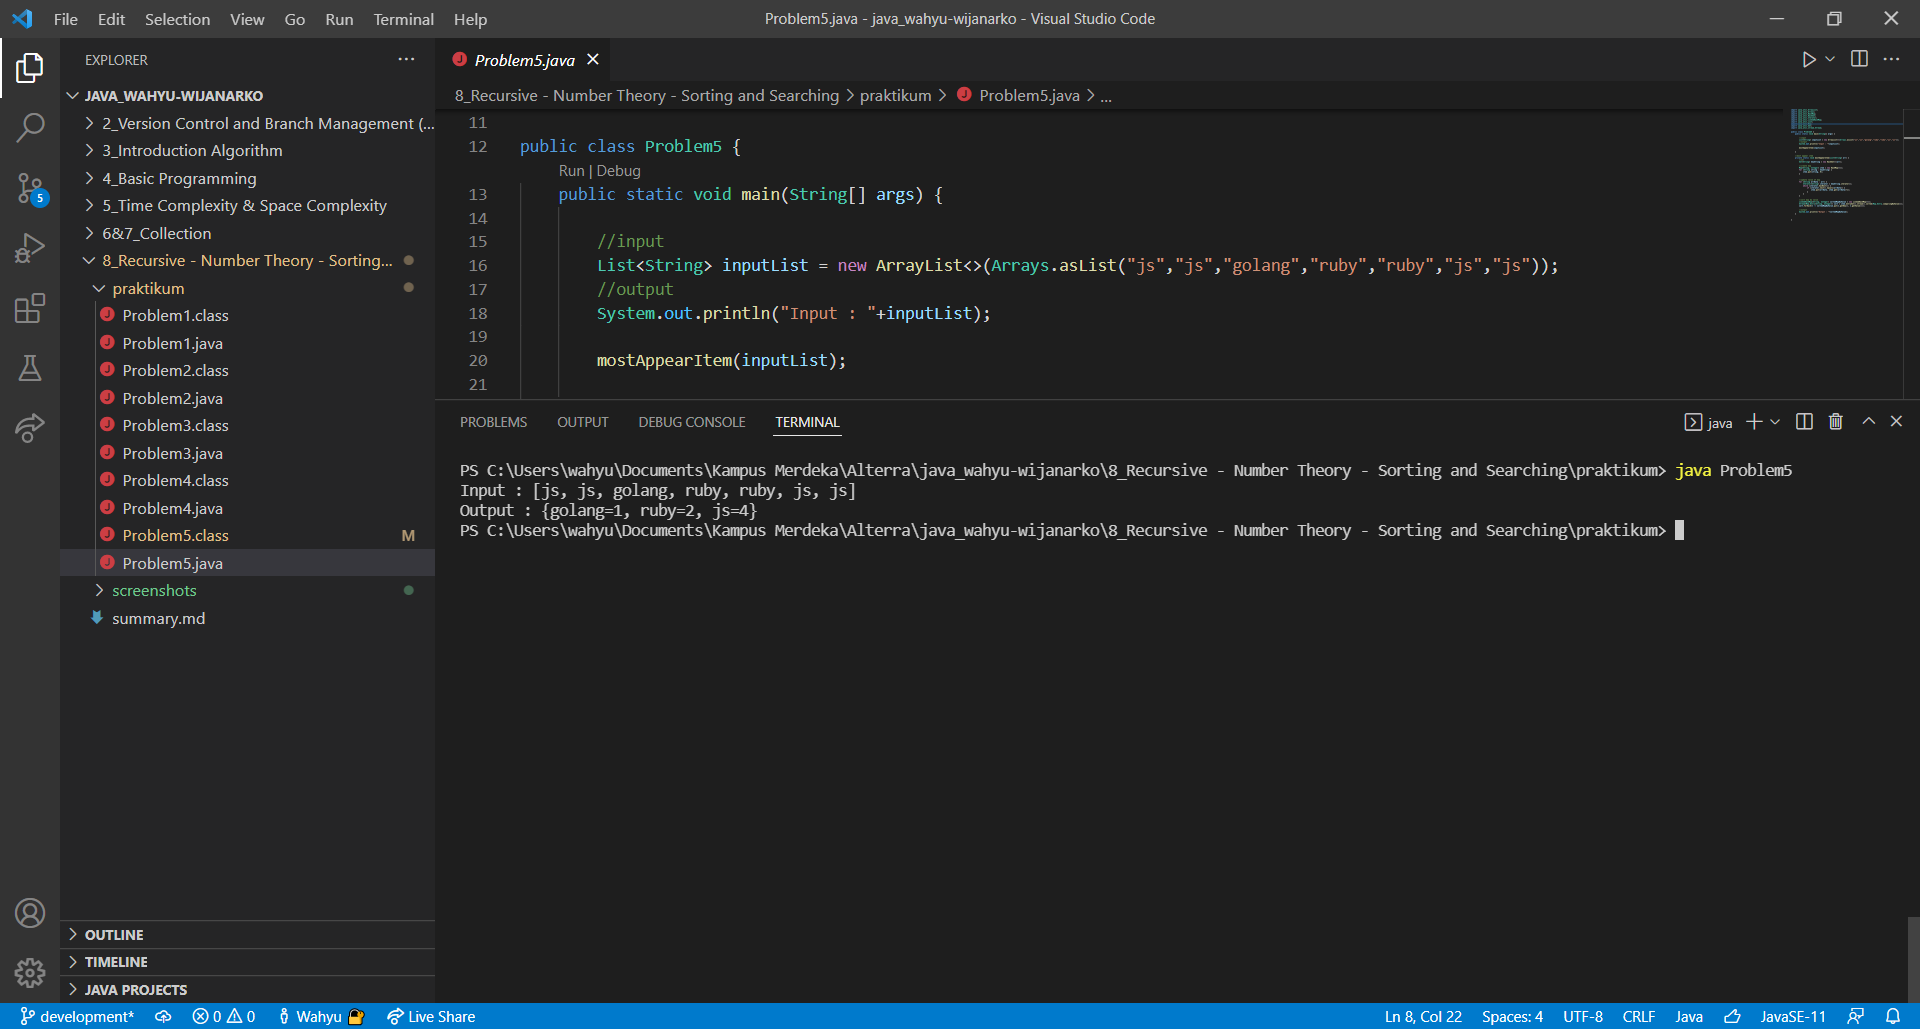 File Edit Selection View Go Run Terminal Help
Problem5.java - java_wahyu-wijanarko - Visual Studio Code
EXPLORER
JAVA_WAHYU-WIJANARKO
2_Version Control and Branch Management (...
3_Introduction Algorithm
4_Basic Programming
5_Time Complexity & Space Complexity
6&7_Collection
8_Recursive - Number Theory - Sorting...
praktikum
Problem1.class
Problem1.java
Problem2.class
Problem2.java
Problem3.class
Problem3.java
Problem4.class
Problem4.java
Problem5.class M
Problem5.java
screenshots
summary.md
OUTLINE
TIMELINE
JAVA PROJECTS
5
Problem5.java
8_Recursive - Number Theory - Sorting and Searching > praktikum > Problem5.java > ...
11
12 public class Problem5 {
Run | Debug
13 public static void main(String[] args) {
14
15 //input
16 List<String> inputList = new ArrayList<>(Arrays.asList("js","js","golang","ruby","ruby","js","js"));
17 //output
18 System.out.println("Input : "+inputList);
19
20 mostAppearItem(inputList);
21
PROBLEMS OUTPUT DEBUG CONSOLE TERMINAL
java
PS C:\Users\wahyu\Documents\Kampus Merdeka\Alterra\java_wahyu-wijanarko\8_Recursive - Number Theory - Sorting and Searching\praktikum> java Problem5
Input : [js, js, golang, ruby, ruby, js, js]
Output : {golang=1, ruby=2, js=4}
PS C:\Users\wahyu\Documents\Kampus Merdeka\Alterra\java_wahyu-wijanarko\8_Recursive - Number Theory - Sorting and Searching\praktikum>
development* 0 0 Wahyu Live Share
Ln 8, Col 22 Spaces: 4 UTF-8 CRLF Java JavaSE-11